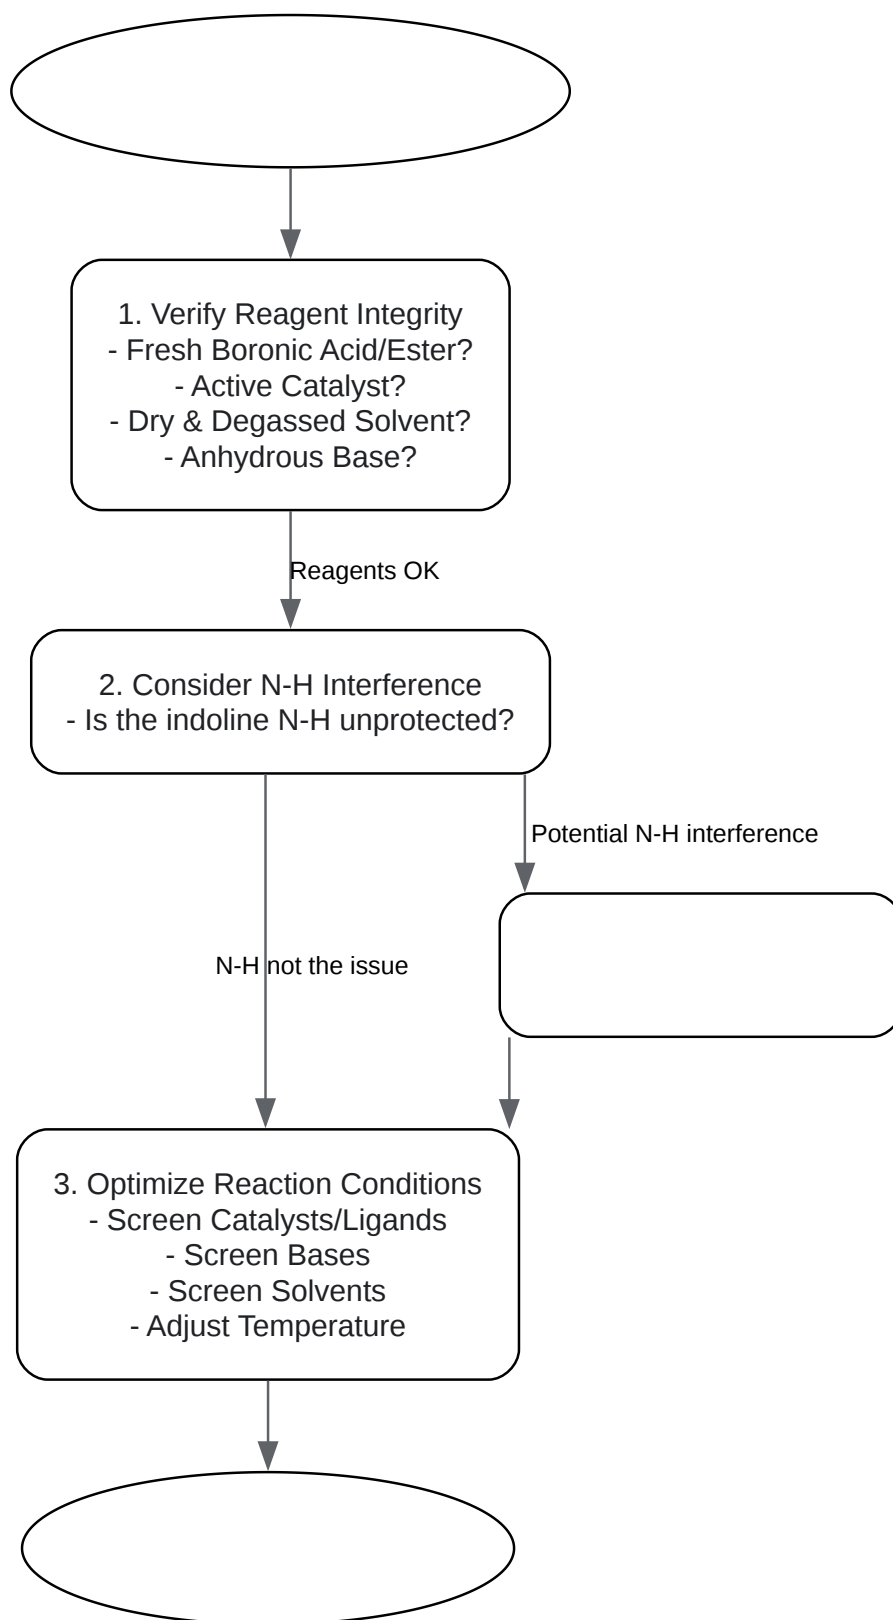 1. Verify Reagent Integrity
- Fresh Boronic Acid/Ester?
- Active Catalyst?
- Dry & Degassed Solvent?
- Anhydrous Base?
Reagents OK
2. Consider N-H Interference
- Is the indoline N-H unprotected?
Potential N-H interference
N-H not the issue
3. Optimize Reaction Conditions
- Screen Catalysts/Ligands
- Screen Bases
- Screen Solvents
- Adjust Temperature